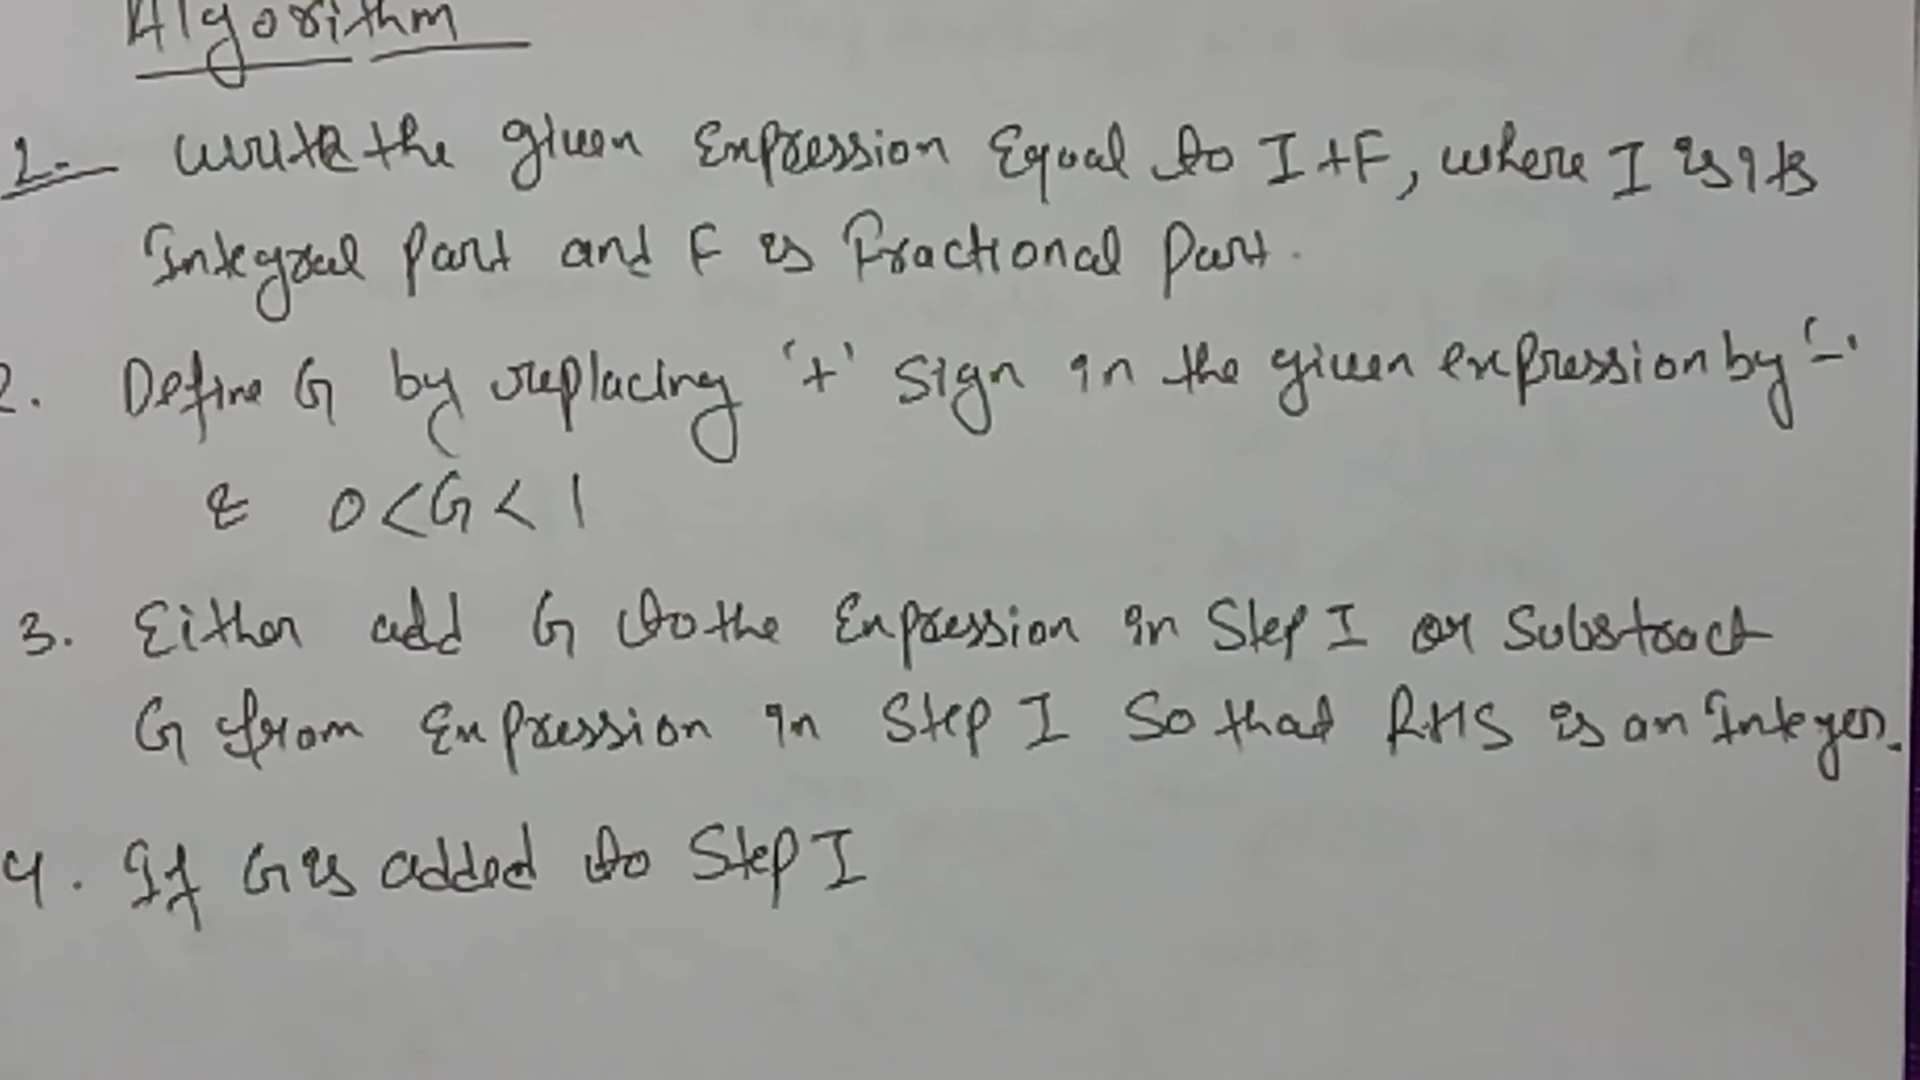 Algorithm
1. Write the given Expression Equal to I+F, where I is its
Integral Part and F is Fractional Part.
2. Define G by replacing '+' sign in the given expression by '-'
& 0<G<1
3. Either add G to the Expression in Step I or Substract
G from Expression in Step I So that RHS is an Integer.
4. If G is added to Step I